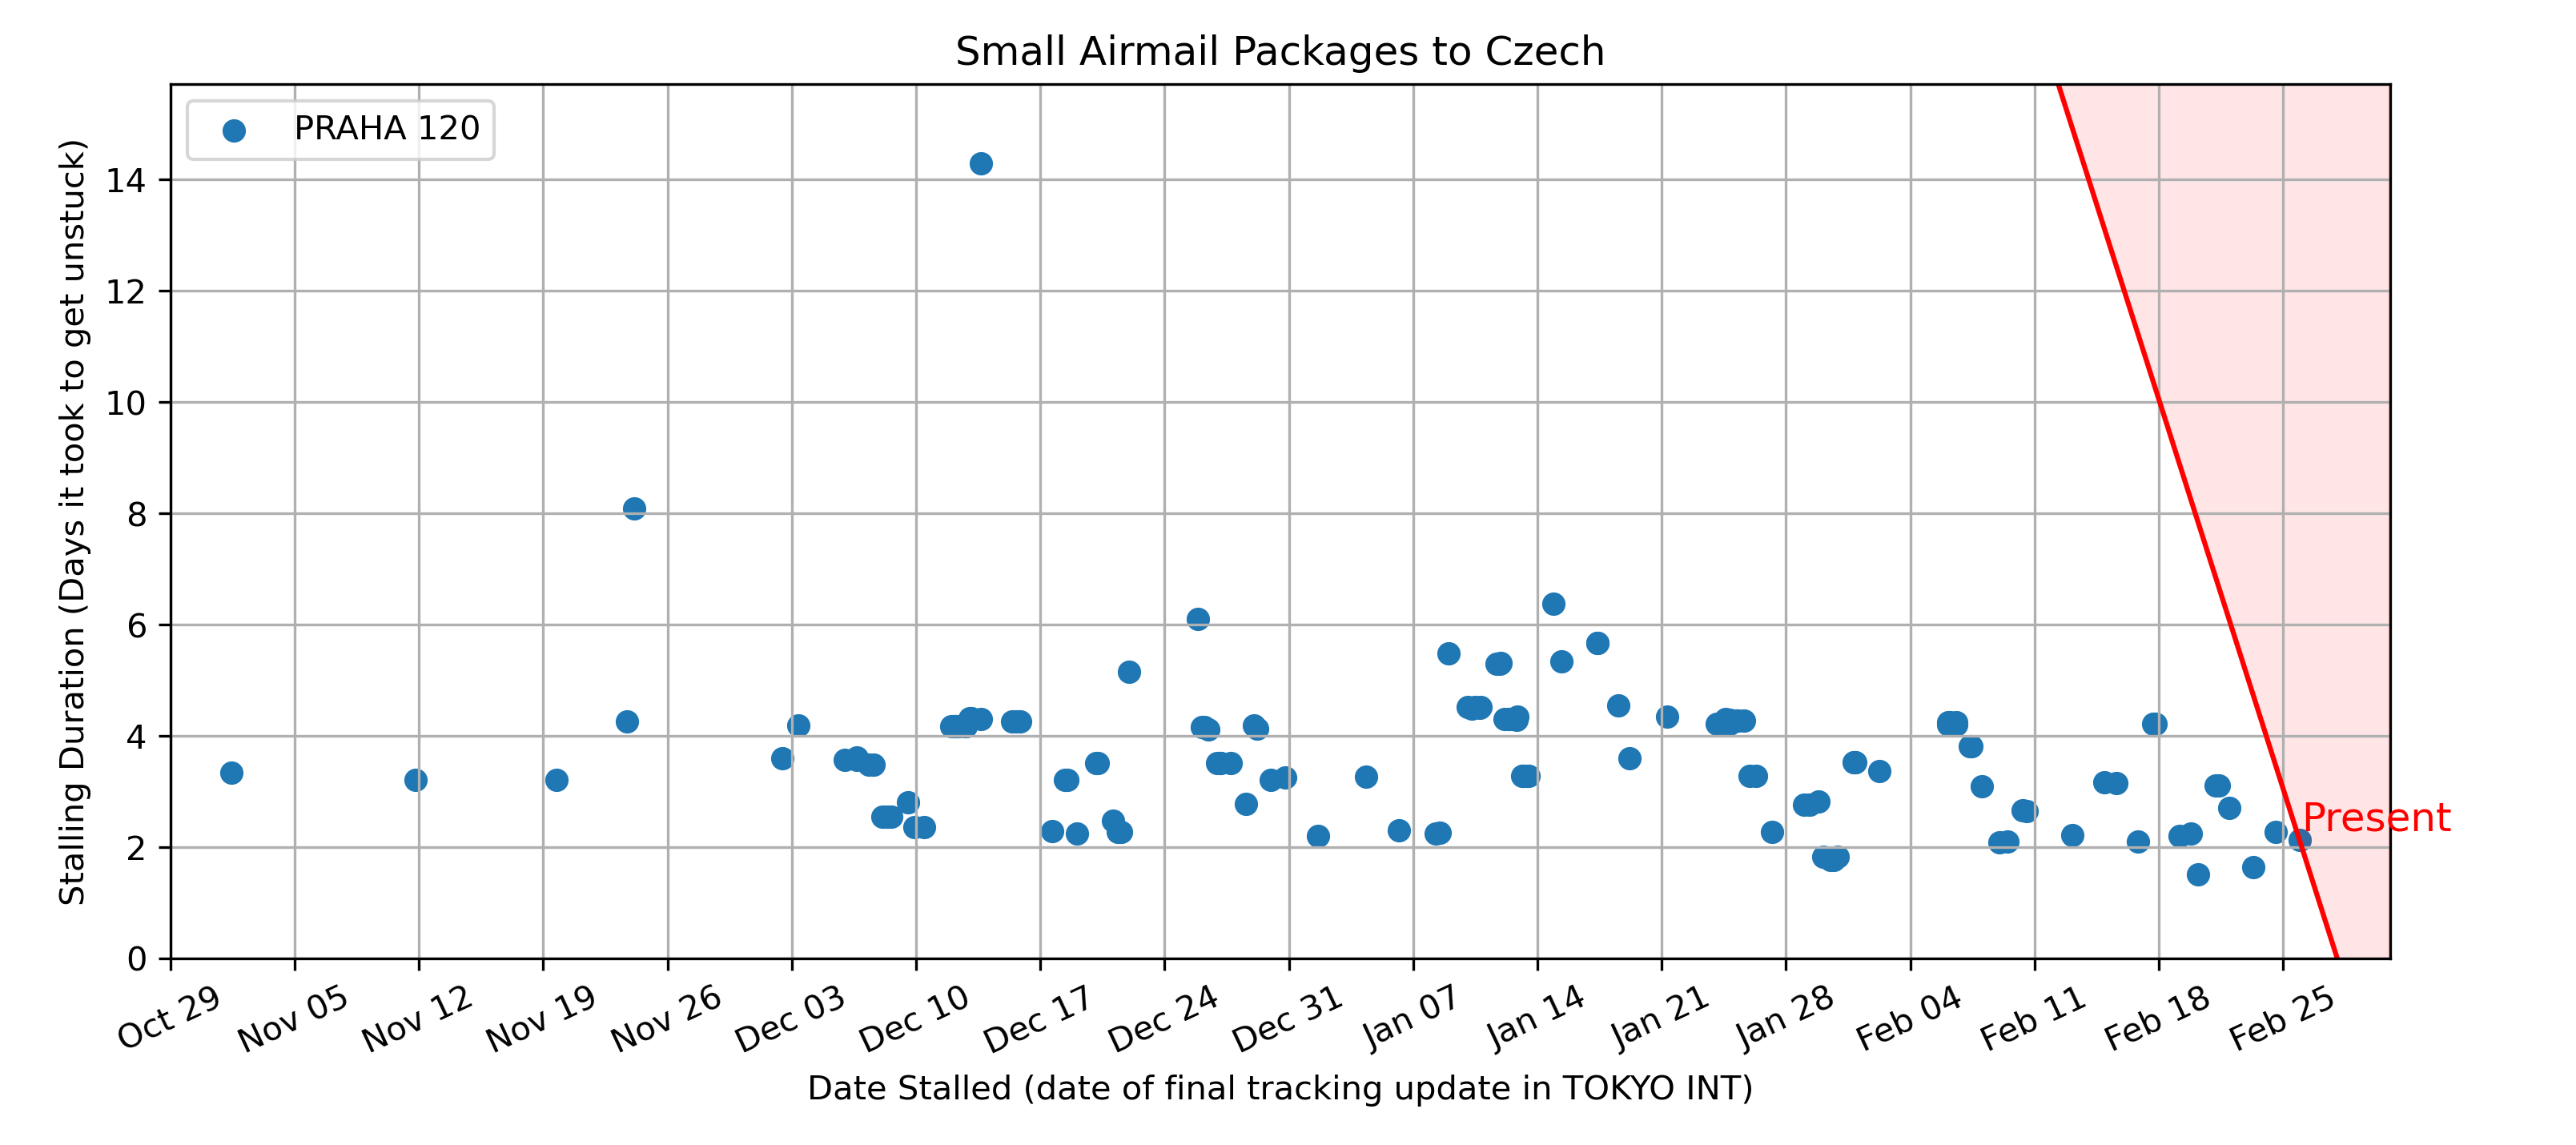 Small Airmail Packages to Czech
PRAHA 120
Stalling Duration (Days it took to get unstuck)
14
12
10
8
6
4
2
0
Present
Oct 29
Nov 05
Nov 12
Nov 19
Nov 26
Dec 03
Dec 10
Dec 17
Dec 24
Dec 31
Jan 07
Jan 14
Jan 21
Jan 28
Feb 04
Feb 11
Feb 18
Feb 25
Date Stalled (date of final tracking update in TOKYO INT)